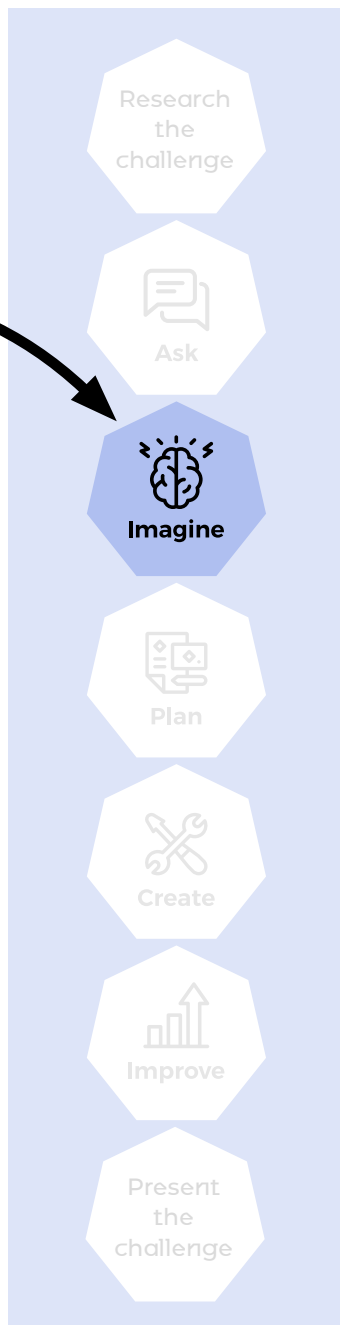 Research
the
challenge
Ask
Imagine
Plan
Create
Improve
Present
the
challenge